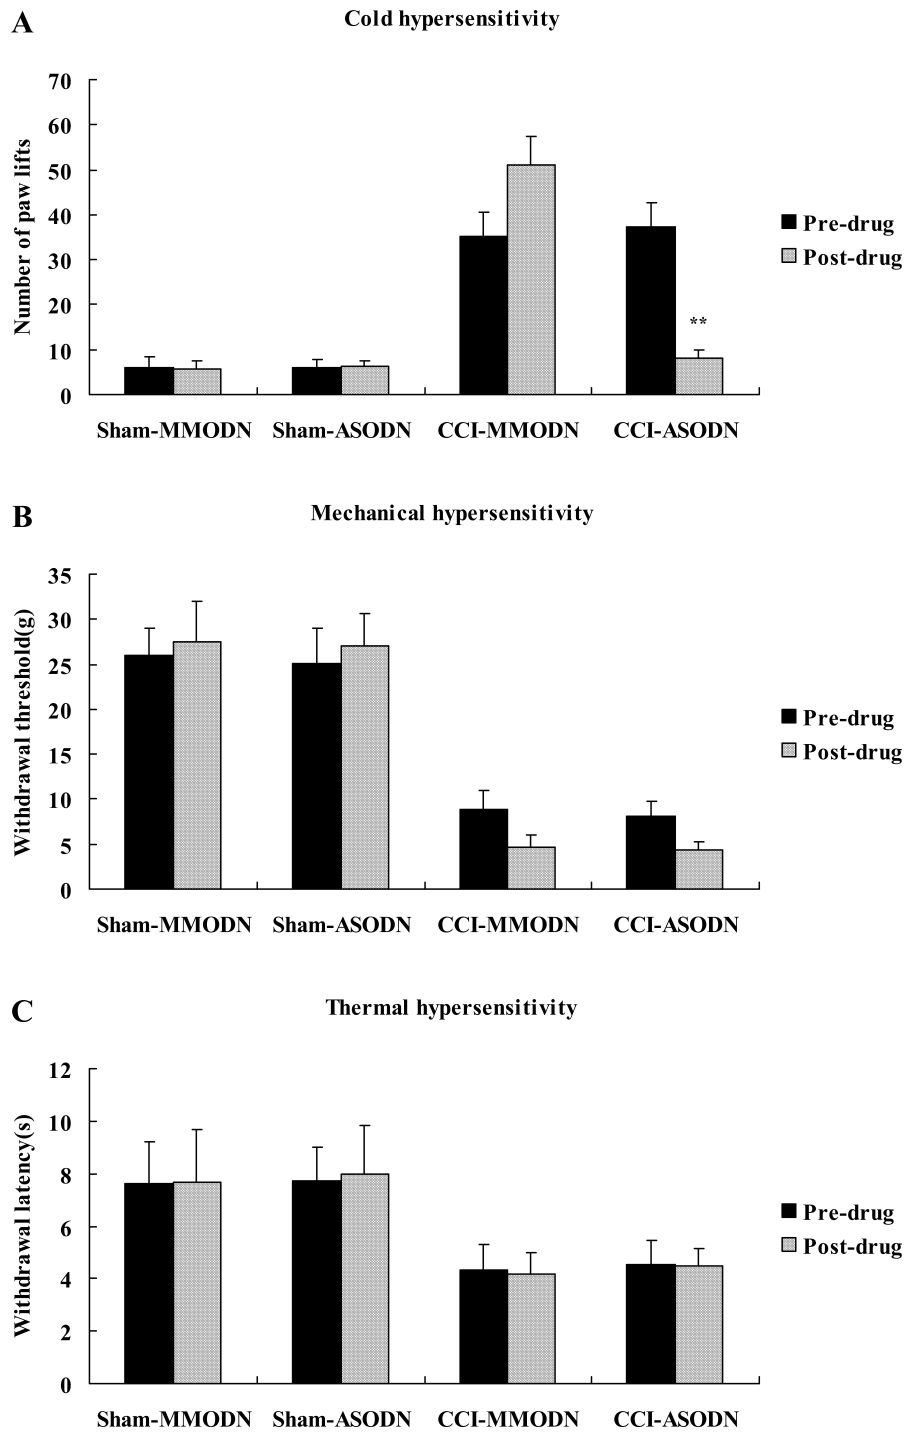 A
Cold hypersensitivity
Number of paw lifts
70
60
50
40
30
20
10
0
**
Sham-MMODN Sham-ASODN CCI-MMODN CCI-ASODN
Pre-drug
Post-drug
B
Mechanical hypersensitivity
Withdrawal threshold(g)
35
30
25
20
15
10
5
0
Sham-MMODN Sham-ASODN CCI-MMODN CCI-ASODN
Pre-drug
Post-drug
C
Thermal hypersensitivity
Withdrawal latency(s)
12
10
8
6
4
2
0
Sham-MMODN Sham-ASODN CCI-MMODN CCI-ASODN
Pre-drug
Post-drug